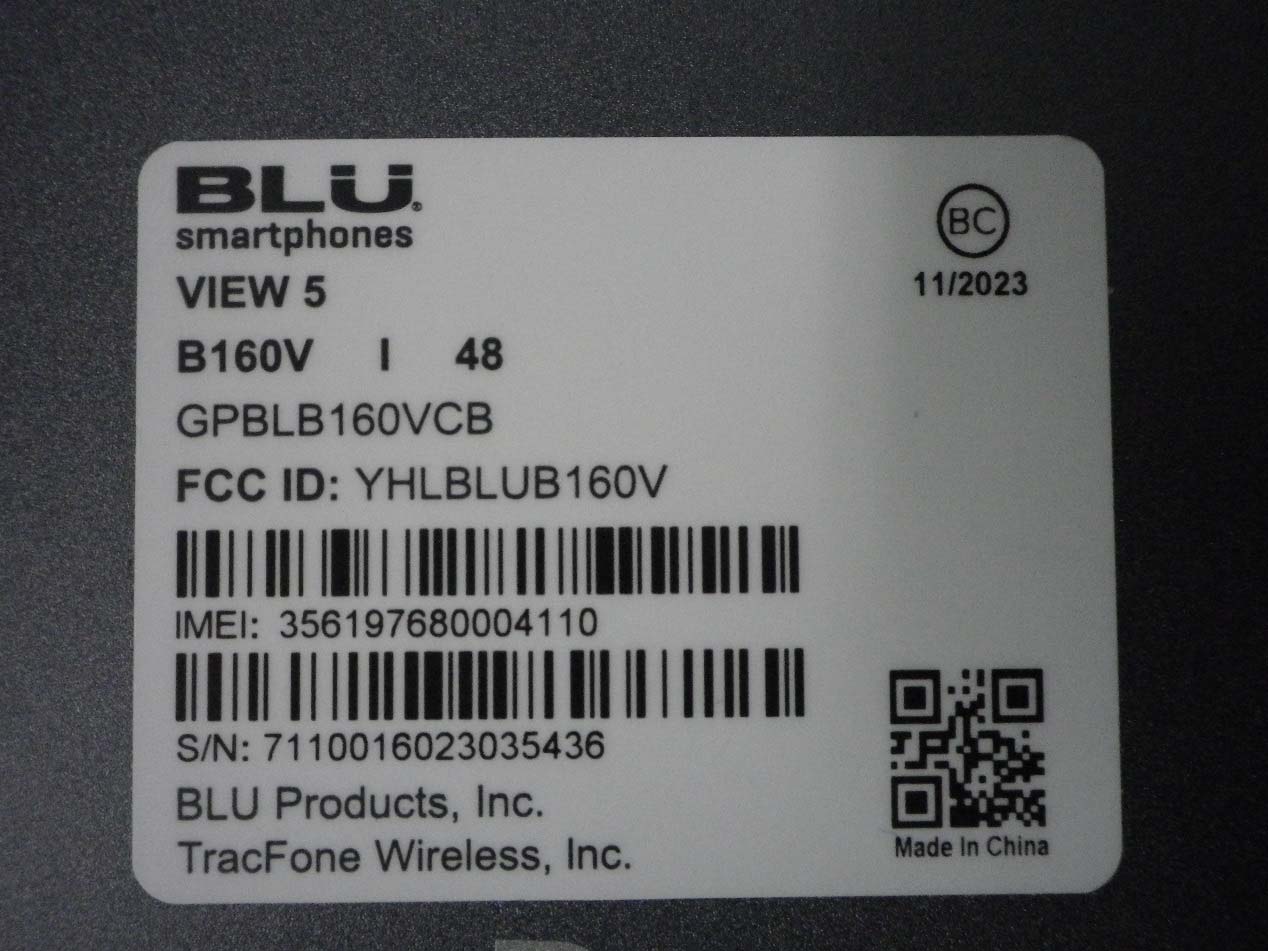 BLU®
smartphones
VIEW 5
B160V I 48
GPBLB160VCB
FCC ID: YHLBLUB160V
IMEI: 356197680004110
S/N: 7110016023035436
BLU Products, Inc.
TracFone Wireless, Inc.
BC
11/2023
Made In China